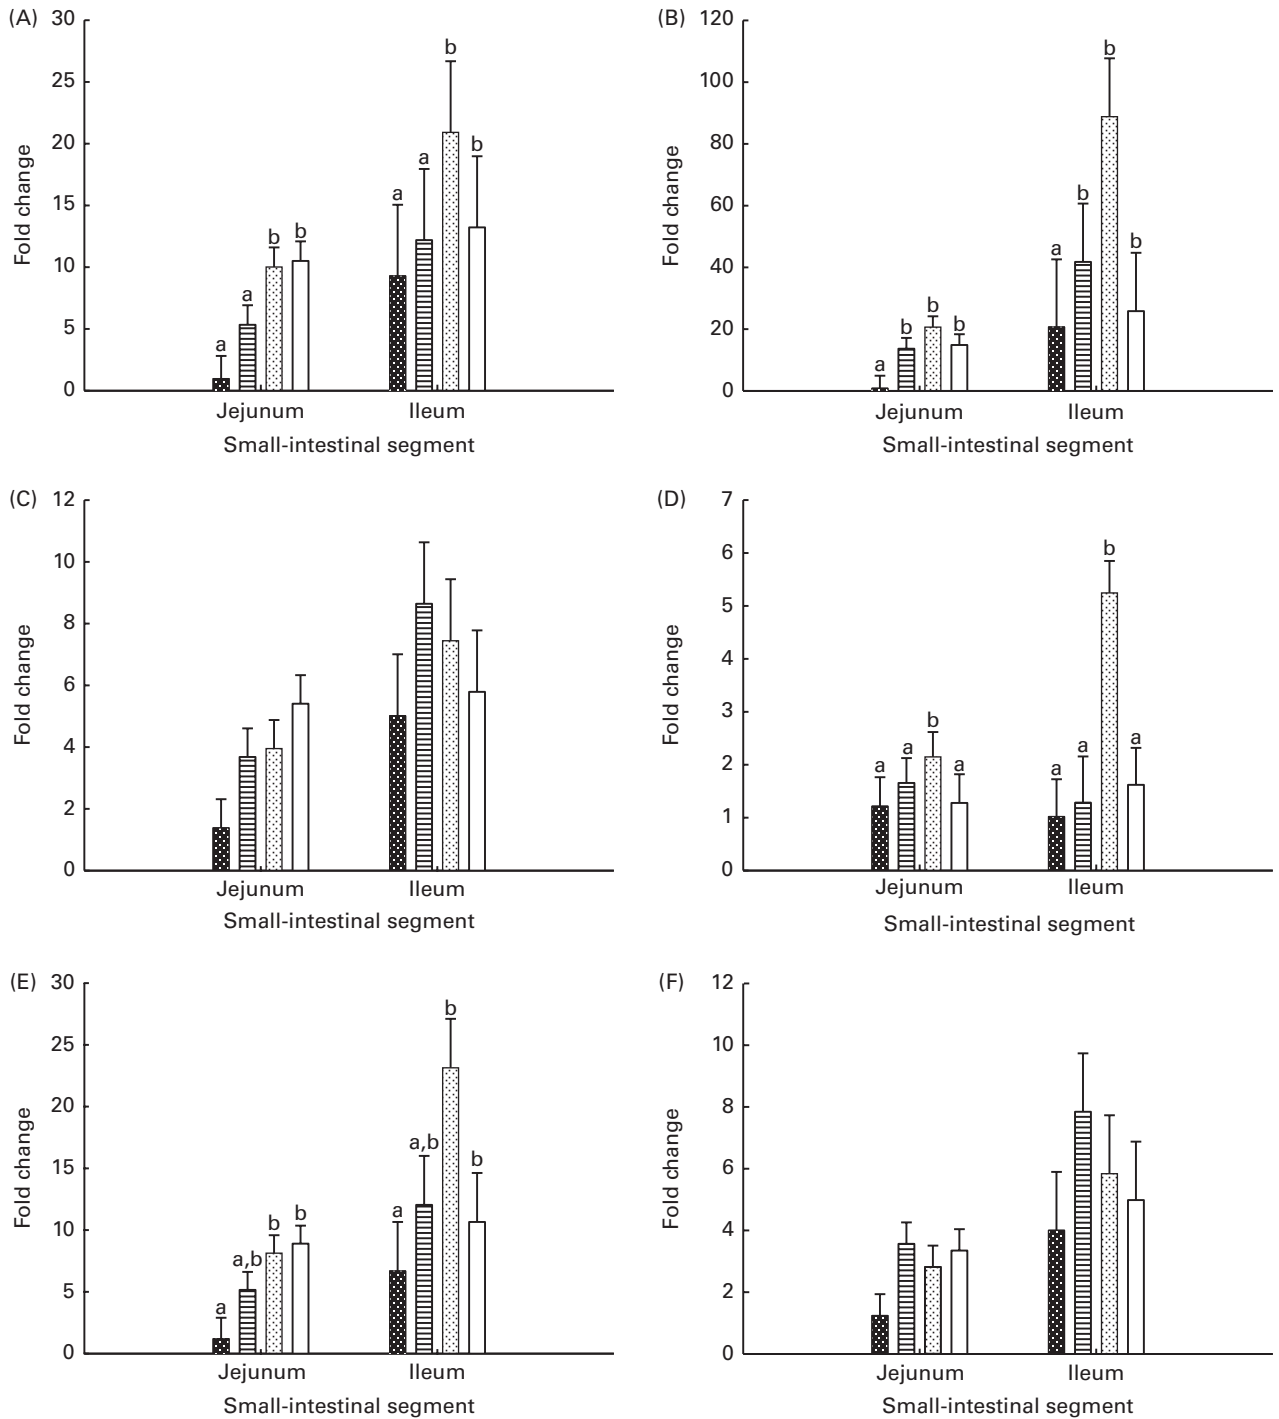 (A)
30
25
20
15
10
5
0
Fold change
a
a
b
b
a
a
b
b
Jejunum
Ileum
Small-intestinal segment
(B)
120
100
80
60
40
20
0
Fold change
a
b
b
b
a
b
b
b
Jejunum
Ileum
Small-intestinal segment
(C)
12
10
8
6
4
2
0
Fold change
Jejunum
Ileum
Small-intestinal segment
(D)
7
6
5
4
3
2
1
0
Fold change
a
a
b
a
a
a
b
a
Jejunum
Ileum
Small-intestinal segment
(E)
30
25
20
15
10
5
0
Fold change
a
a,b
b
b
a
a,b
b
b
Jejunum
Ileum
Small-intestinal segment
(F)
12
10
8
6
4
2
0
Fold change
Jejunum
Ileum
Small-intestinal segment